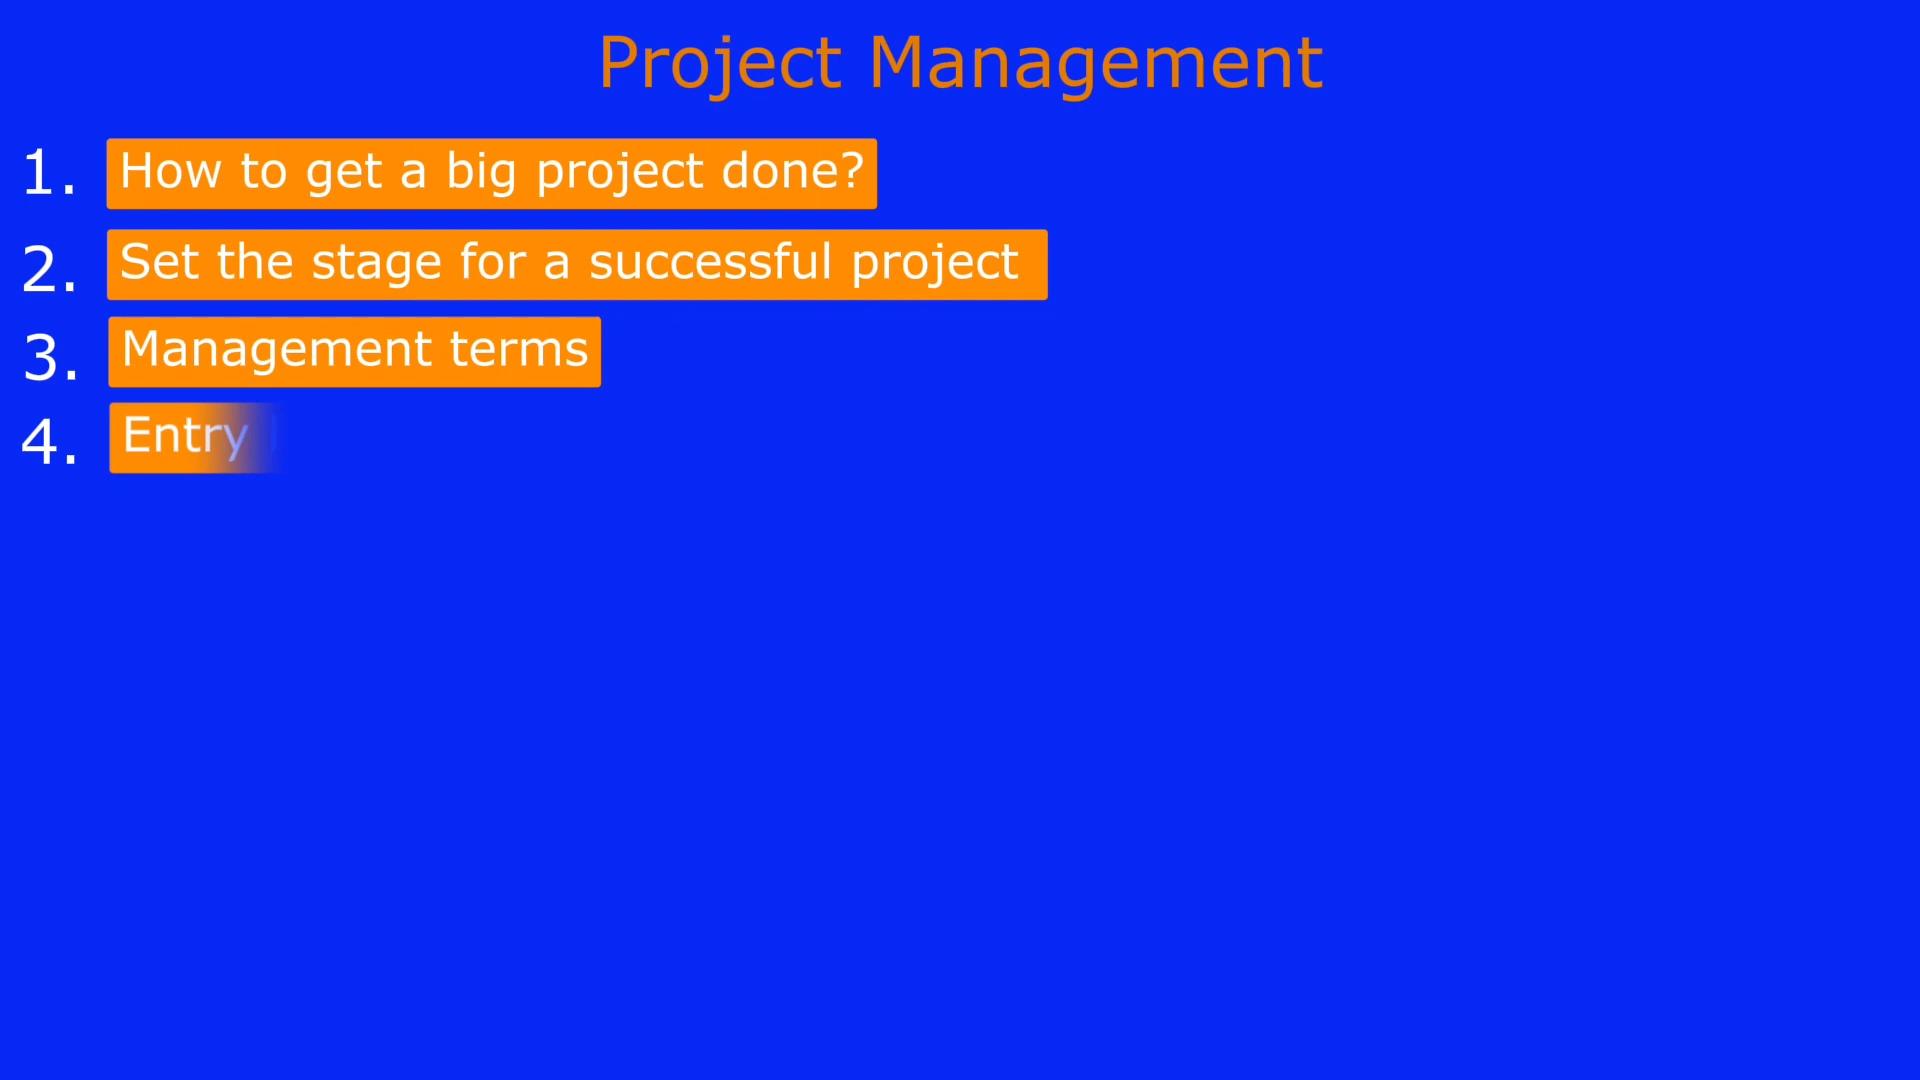 Project Management
1. How to get a big project done?
2. Set the stage for a successful project
3. Management terms
4. Entry